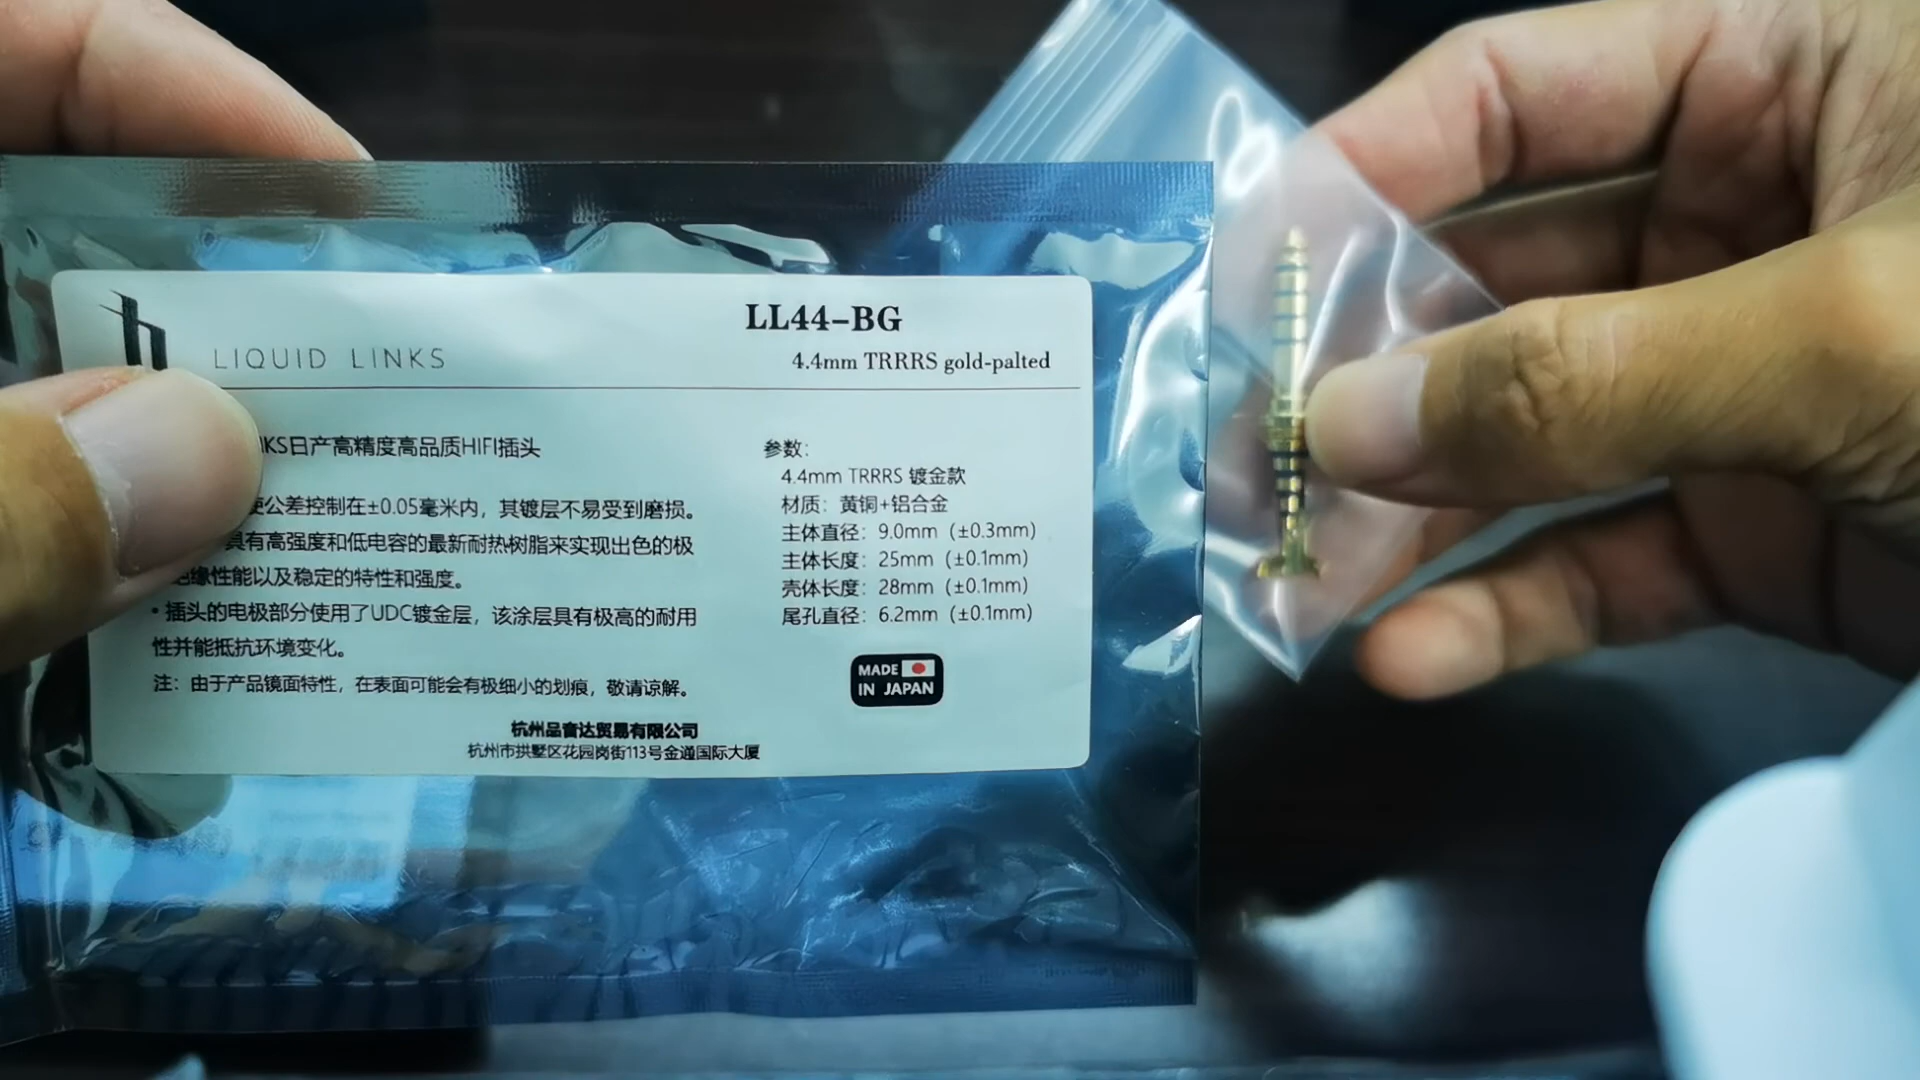 LIQUID LINKS
LL44-BG
4.4mm TRRRS gold-palted
NKS日产高精度高品质HIFI插头
公差控制在±0.05毫米内，其镀层不易受到磨损。
具有高强度和低电容的最新耐热树脂来实现出色的极
绝缘性能以及稳定的特性和强度。
• 插头的电极部分使用了UDC镀金层，该涂层具有极高的耐用
性并能抵抗环境变化。
注：由于产品镜面特性，在表面可能会有极细小的划痕，敬请谅解。
参数：
4.4mm TRRRS 镀金款
材质：黄铜+铝合金
主体直径：9.0mm（±0.3mm）
主体长度：25mm（±0.1mm）
壳体长度：28mm（±0.1mm）
尾孔直径：6.2mm（±0.1mm）
MADE
IN JAPAN
杭州品音达贸易有限公司
杭州市拱墅区花园岗街113号金通国际大厦